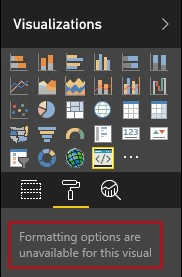 Visualizations
Formatting options are
unavailable for this visual